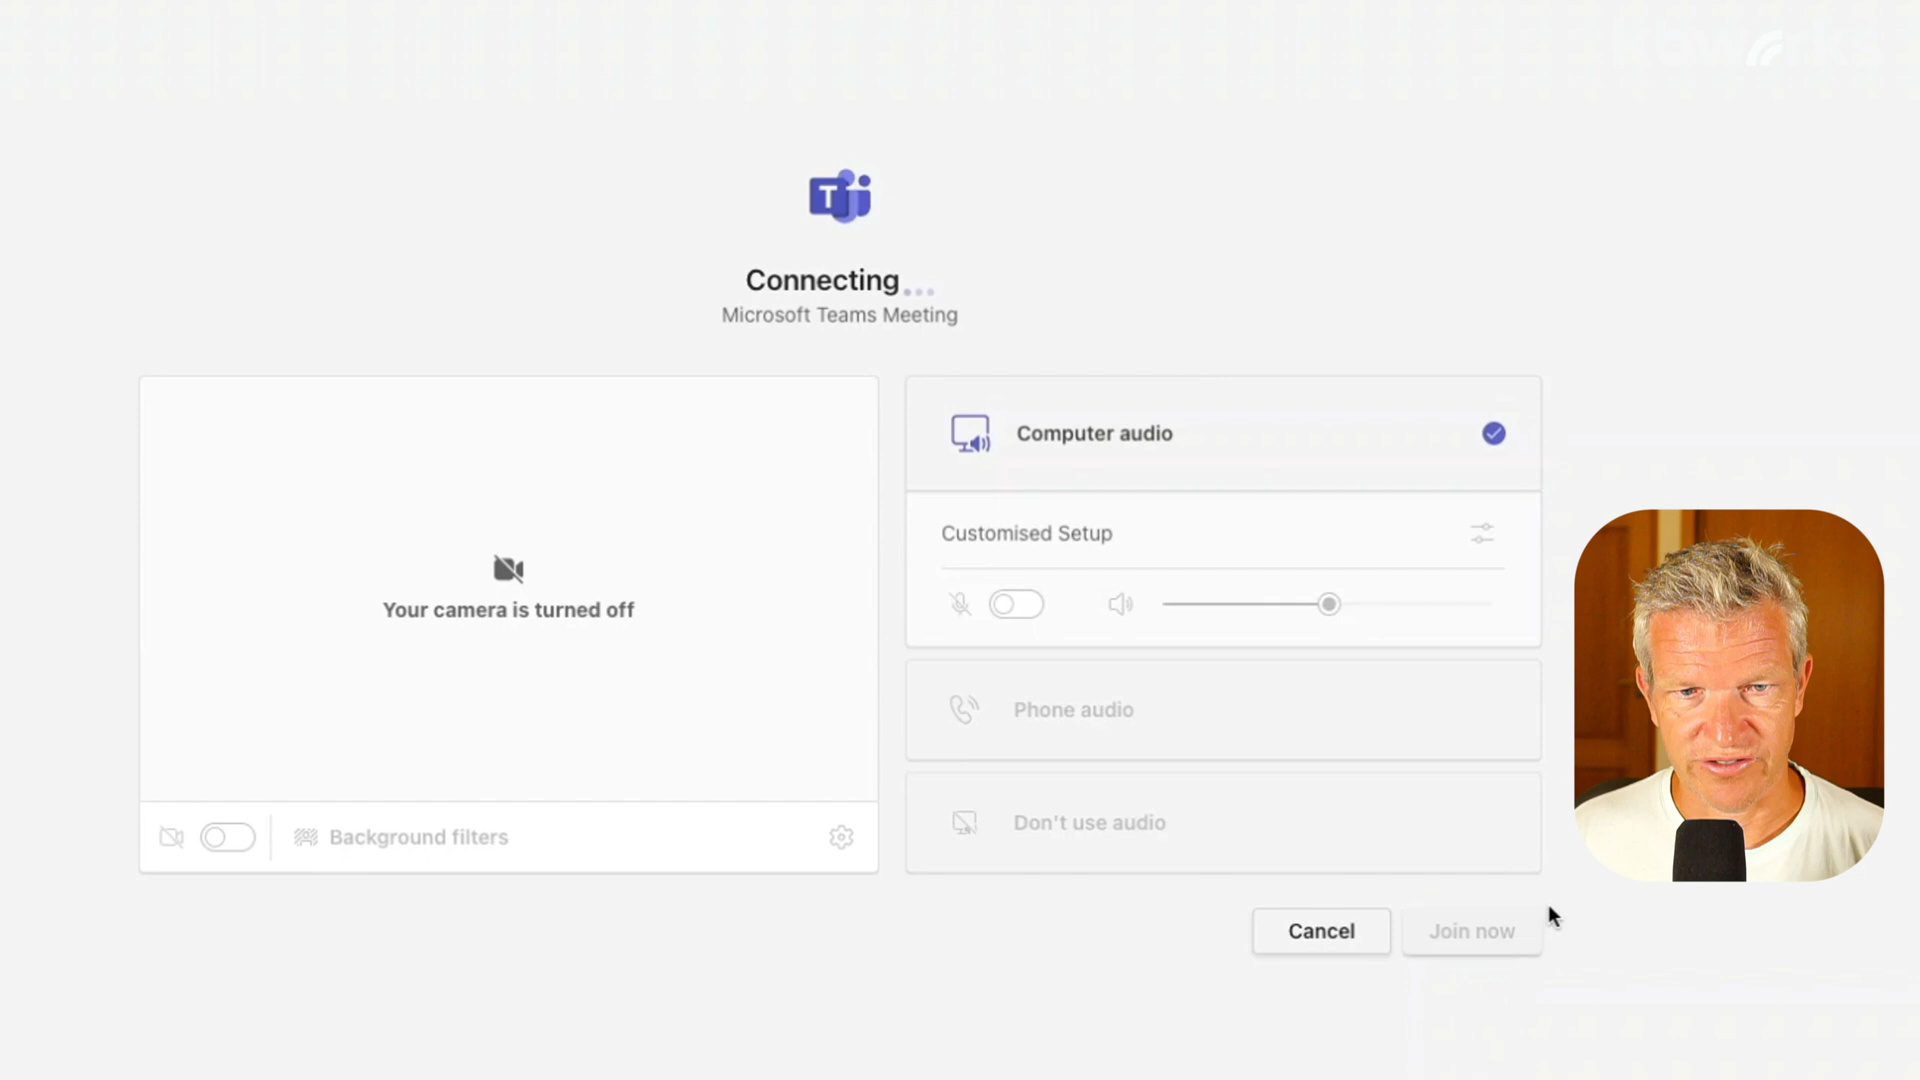 kbworks
T
Connecting...
Microsoft Teams Meeting
Computer audio
Customised Setup
Your camera is turned off
Phone audio
Don't use audio
Background filters
Cancel
Join now